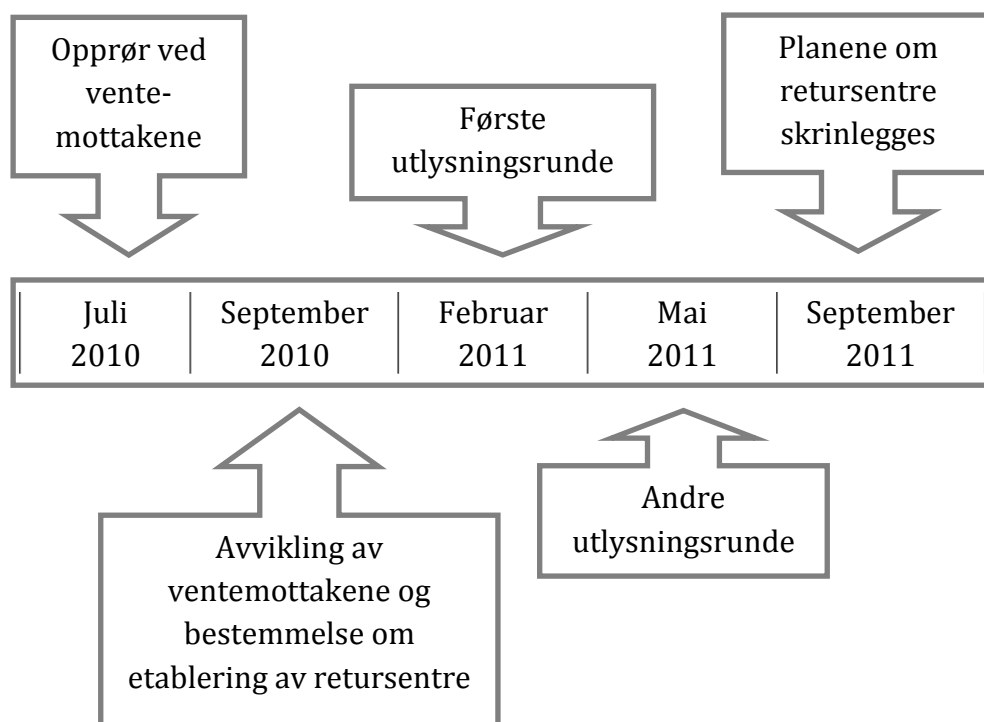 Opprør ved
vente-
mottakene
Første
utlysningsrunde
Planene om
retursentre
skrinlegges
Juli
2010
September
2010
Februar
2011
Mai
2011
September
2011
Avvikling av
ventemottakene og
bestemmelse om
etablering av retursentre
Andre
utlysningsrunde